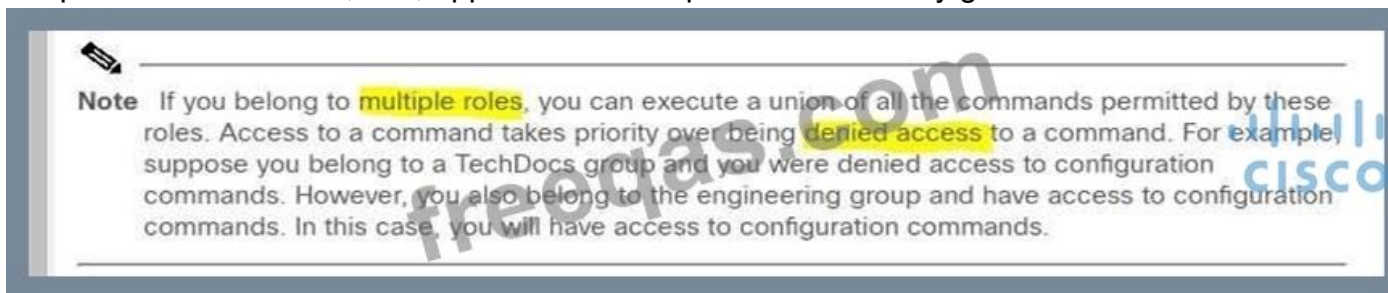 Note If you belong to multiple roles, you can execute a union of all the commands permitted by these
roles. Access to a command takes priority over being denied access to a command. For example,
suppose you belong to a TechDocs group and you were denied access to configuration
commands. However, you also belong to the engineering group and have access to configuration
commands. In this case, you will have access to configuration commands.
freeqas.com
CISCO